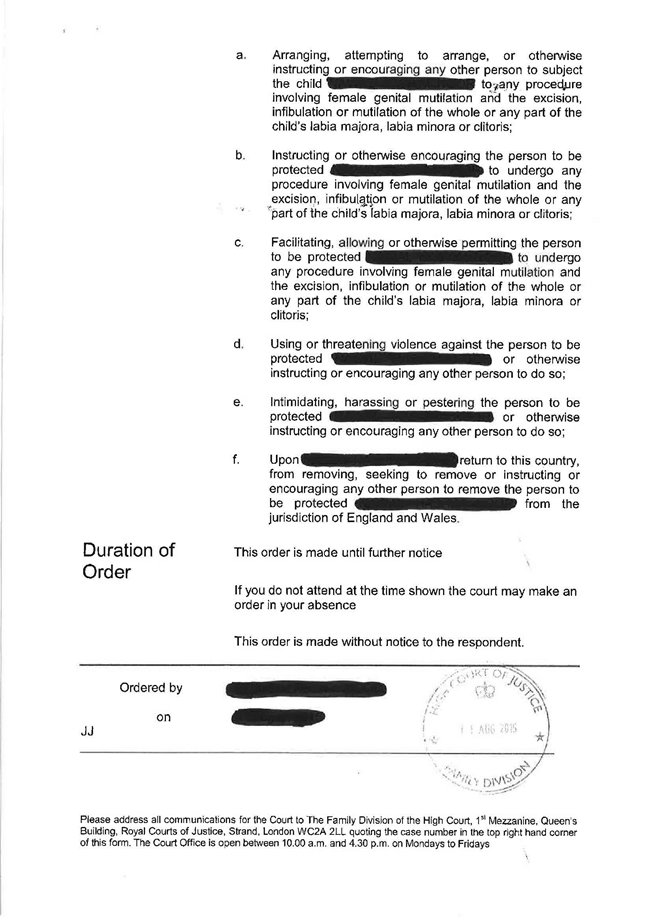 a. Arranging, attempting to arrange, or otherwise
instructing or encouraging any other person to subject
the child to any procedure
involving female genital mutilation and the excision,
infibulation or mutilation of the whole or any part of the
child's labia majora, labia minora or clitoris;
b. Instructing or otherwise encouraging the person to be
protected to undergo any
procedure involving female genital mutilation and the
excision, infibulation or mutilation of the whole or any
part of the child's labia majora, labia minora or clitoris;
c. Facilitating, allowing or otherwise permitting the person
to be protected to undergo
any procedure involving female genital mutilation and
the excision, infibulation or mutilation of the whole or
any part of the child's labia majora, labia minora or
clitoris;
d. Using or threatening violence against the person to be
protected or otherwise
instructing or encouraging any other person to do so;
e. Intimidating, harassing or pestering the person to be
protected or otherwise
instructing or encouraging any other person to do so;
f. Upon return to this country,
from removing, seeking to remove or instructing or
encouraging any other person to remove the person to
be protected from the
jurisdiction of England and Wales.
Duration of
Order
This order is made until further notice
If you do not attend at the time shown the court may make an
order in your absence
This order is made without notice to the respondent.
Ordered by
on
JJ
HIGH COURT OF JUSTICE
11 AUG 2015
FAMILY DIVISION
Please address all communications for the Court to The Family Division of the High Court, 1st Mezzanine, Queen's
Building, Royal Courts of Justice, Strand, London WC2A 2LL quoting the case number in the top right hand corner
of this form. The Court Office is open between 10.00 a.m. and 4.30 p.m. on Mondays to Fridays